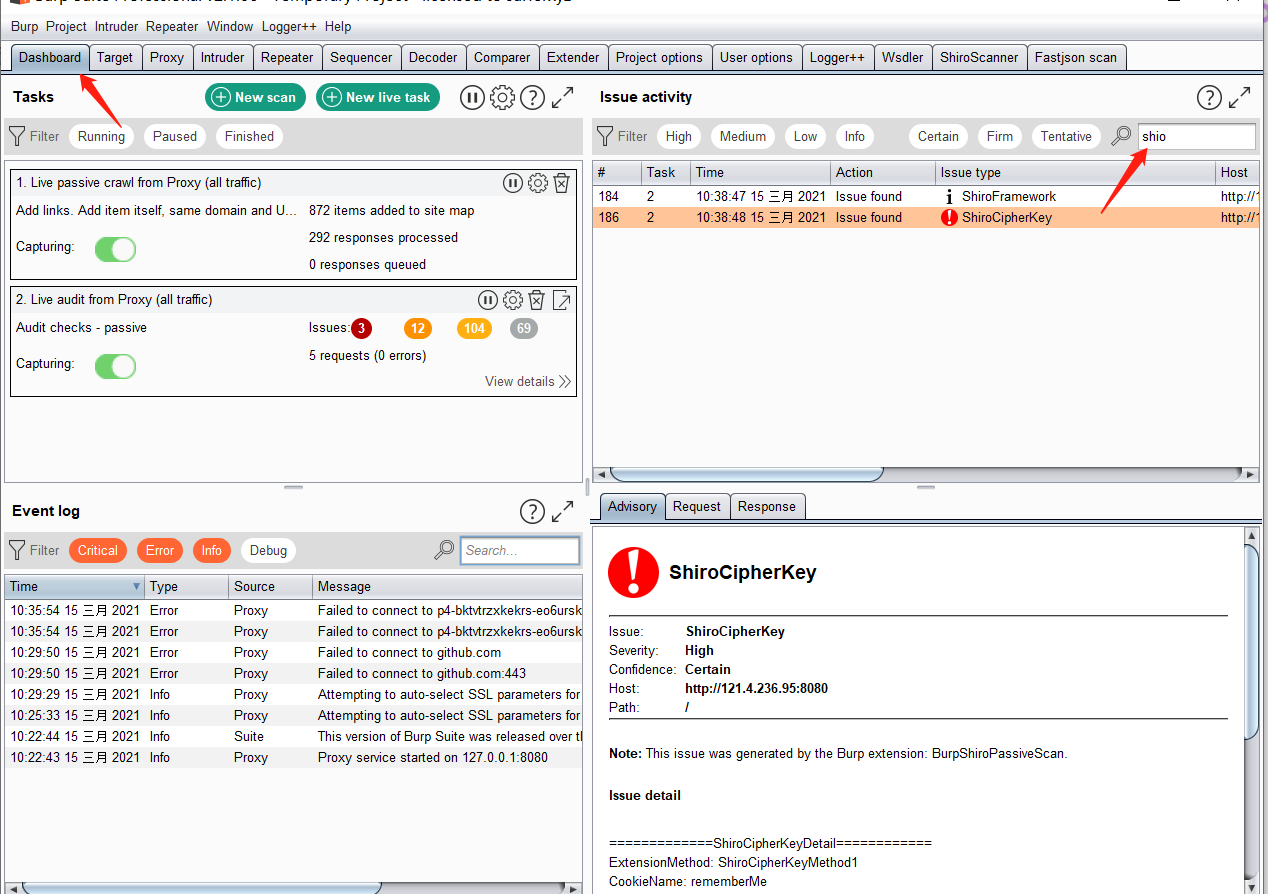 Burp Project Intruder Repeater Window Logger++ Help
Dashboard Target Proxy Intruder Repeater Sequencer Decoder Comparer Extender Project options User options Logger++ Wsdler ShiroScanner Fastjson scan
Tasks New scan New live task
Filter Running Paused Finished
1. Live passive crawl from Proxy (all traffic)
Add links. Add item itself, same domain and U... 872 items added to site map
292 responses processed
Capturing:
0 responses queued
2. Live audit from Proxy (all traffic)
Audit checks - passive Issues: 3 12 104 69
5 requests (0 errors)
Capturing:
View details
Issue activity
Filter High Medium Low Info Certain Firm Tentative shio
# Task Time Action Issue type Host
184 2 10:38:47 15 三月 2021 Issue found ShiroFramework http://1
186 2 10:38:48 15 三月 2021 Issue found ShiroCipherKey http://1
Event log
Filter Critical Error Info Debug Search...
Time Type Source Message
10:35:54 15 三月 2021 Error Proxy Failed to connect to p4-bktvtrzxkekrs-eo6ursk
10:35:54 15 三月 2021 Error Proxy Failed to connect to p4-bktvtrzxkekrs-eo6ursk
10:29:50 15 三月 2021 Error Proxy Failed to connect to github.com
10:29:50 15 三月 2021 Error Proxy Failed to connect to github.com:443
10:29:29 15 三月 2021 Info Proxy Attempting to auto-select SSL parameters for
10:25:33 15 三月 2021 Info Proxy Attempting to auto-select SSL parameters for
10:22:44 15 三月 2021 Info Suite This version of Burp Suite was released over th
10:22:43 15 三月 2021 Info Proxy Proxy service started on 127.0.0.1:8080
Advisory Request Response
ShiroCipherKey
Issue: ShiroCipherKey
Severity: High
Confidence: Certain
Host: http://121.4.236.95:8080
Path: /
Note: This issue was generated by the Burp extension: BurpShiroPassiveScan.
Issue detail
=============ShiroCipherKeyDetail============
ExtensionMethod: ShiroCipherKeyMethod1
CookieName: rememberMe